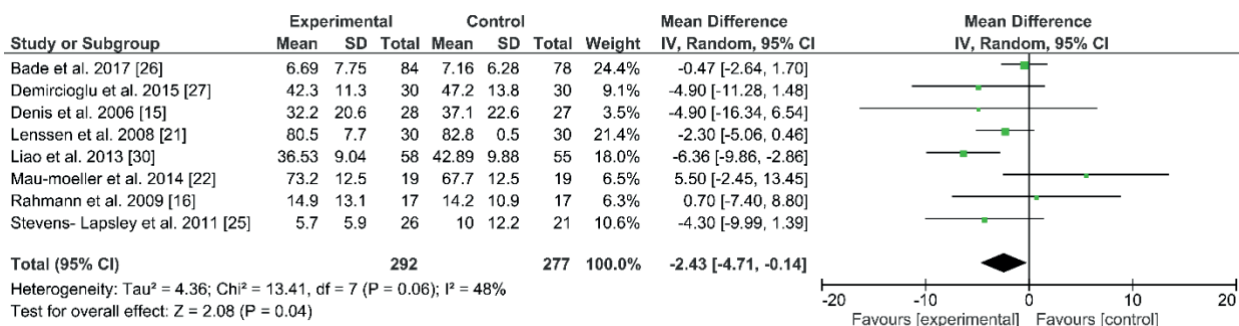 Experimental Control Mean Difference Mean Difference
Study or Subgroup Mean SD Total Mean SD Total Weight IV, Random, 95% CI IV, Random, 95% CI
Bade et al. 2017 [26] 6.69 7.75 84 7.16 6.28 78 24.4% -0.47 [-2.64, 1.70]
Demircioglu et al. 2015 [27] 42.3 11.3 30 47.2 13.8 30 9.1% -4.90 [-11.28, 1.48]
Denis et al. 2006 [15] 32.2 20.6 28 37.1 22.6 27 3.5% -4.90 [-16.34, 6.54]
Lenssen et al. 2008 [21] 80.5 7.7 30 82.8 0.5 30 21.4% -2.30 [-5.06, 0.46]
Liao et al. 2013 [30] 36.53 9.04 58 42.89 9.88 55 18.0% -6.36 [-9.86, -2.86]
Mau-moeller et al. 2014 [22] 73.2 12.5 19 67.7 12.5 19 6.5% 5.50 [-2.45, 13.45]
Rahmann et al. 2009 [16] 14.9 13.1 17 14.2 10.9 17 6.3% 0.70 [-7.40, 8.80]
Stevens- Lapsley et al. 2011 [25] 5.7 5.9 26 10 12.2 21 10.6% -4.30 [-9.99, 1.39]
Total (95% CI) 292 277 100.0% -2.43 [-4.71, -0.14]
Heterogeneity: Tau² = 4.36; Chi² = 13.41, df = 7 (P = 0.06); I² = 48%
Test for overall effect: Z = 2.08 (P = 0.04)
-20 -10 0 10 20
Favours [experimental] Favours [control]